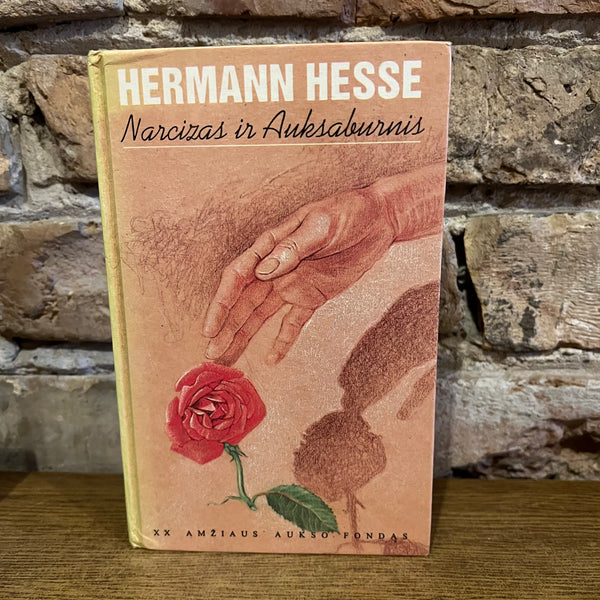 HERMANN HESSE
Narcizas ir Auksaburnis
XX AMŽIAUS AUKSO FONDAS